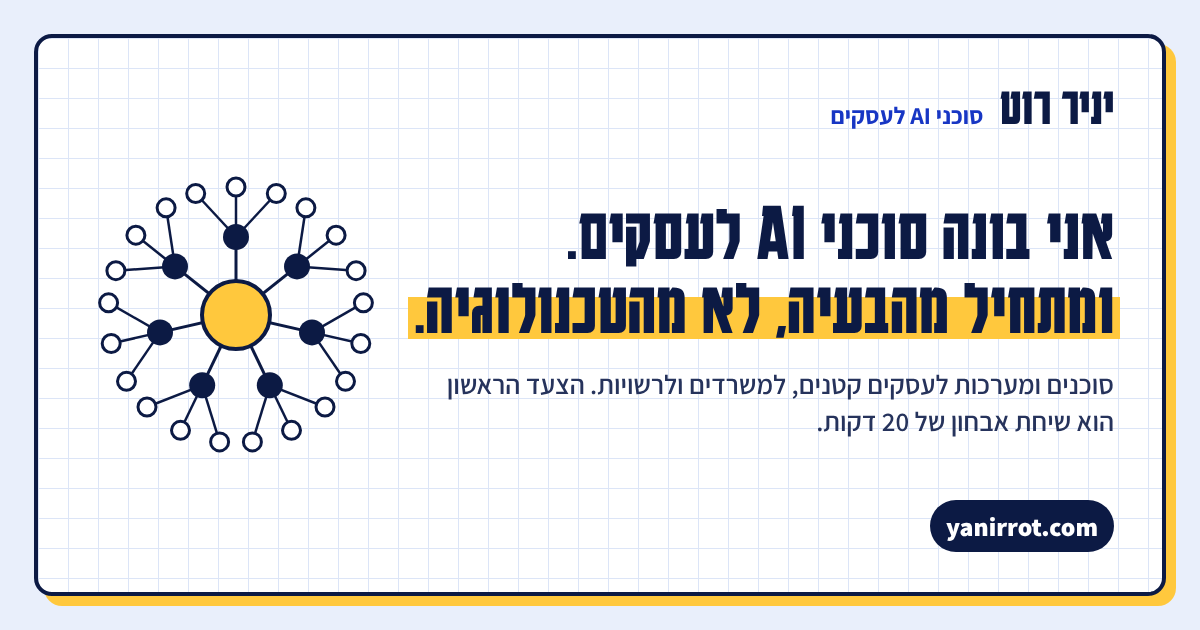 יניר רוט סוכני AI לעסקים
אני בונה סוכני AI לעסקים.
ומתחיל מהבעיה, לא מהטכנולוגיה.
סוכנים ומערכות לעסקים קטנים, למשרדים ולרשויות. הצעד הראשון
הוא שיחת אבחון של 20 דקות.
yanirrot.com